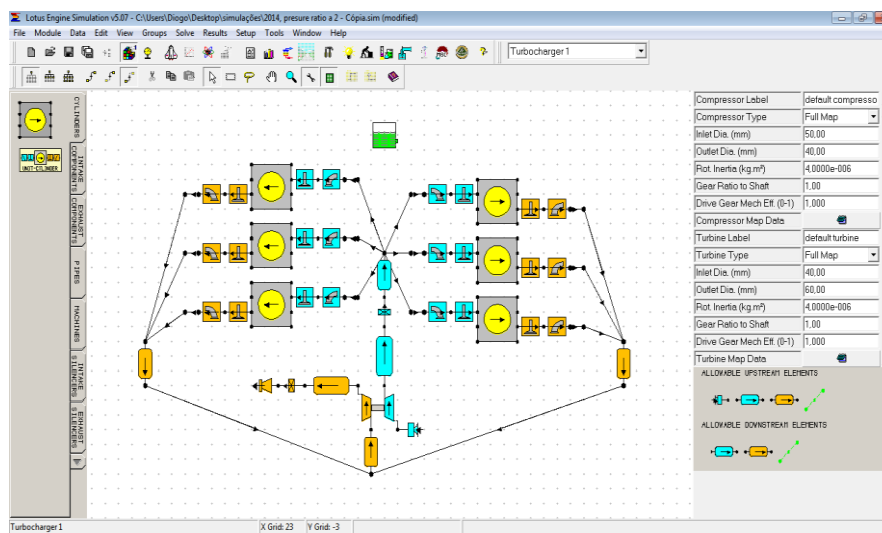 Lotus Engine Simulation v5.07 - C:\Users\Diogo\Desktop\simulações\2014, presure ratio a 2 - Cópia.sim (modified)
File Module Data Edit View Groups Solve Results Setup Tools Window Help
Turbocharger 1
CYLINDERS
INTAKE COMPONENTS
EXHAUST COMPONENTS
PIPES
MACHINES
INTAKE SILENCERS
EXHAUST SILENCERS
UNIT-CYLINDER
Compressor Label default compresso
Compressor Type Full Map
Inlet Dia. (mm) 50,00
Outlet Dia. (mm) 40,00
Rot. Inertia (kg.m²) 4,0000e-006
Gear Ratio to Shaft 1,00
Drive Gear Mech Eff. (0-1) 1,000
Compressor Map Data
Turbine Label default turbine
Turbine Type Full Map
Inlet Dia. (mm) 40,00
Outlet Dia. (mm) 60,00
Rot. Inertia (kg.m²) 4,0000e-006
Gear Ratio to Shaft 1,00
Drive Gear Mech Eff. (0-1) 1,000
Turbine Map Data
ALLOWABLE UPSTREAM ELEMENTS
ALLOWABLE DOWNSTREAM ELEMENTS
Turbocharger 1 X Grid: 23 Y Grid: -3